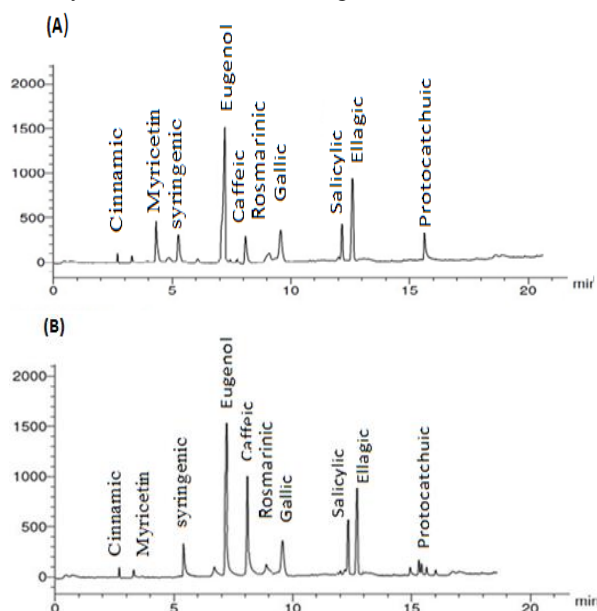 (A)
Cinnamic
Myricetin
syringenic
Eugenol
Caffeic
Rosmarinic
Gallic
Salicylic
Ellagic
Protocatchuic
2000
1500
1000
500
0
0 5 10 15 20
min
(B)
Cinnamic
Myricetin
syringenic
Eugenol
Caffeic
Rosmarinic
Gallic
Salicylic
Ellagic
Protocatchuic
2000
1500
1000
500
0
0 5 10 15 20
min